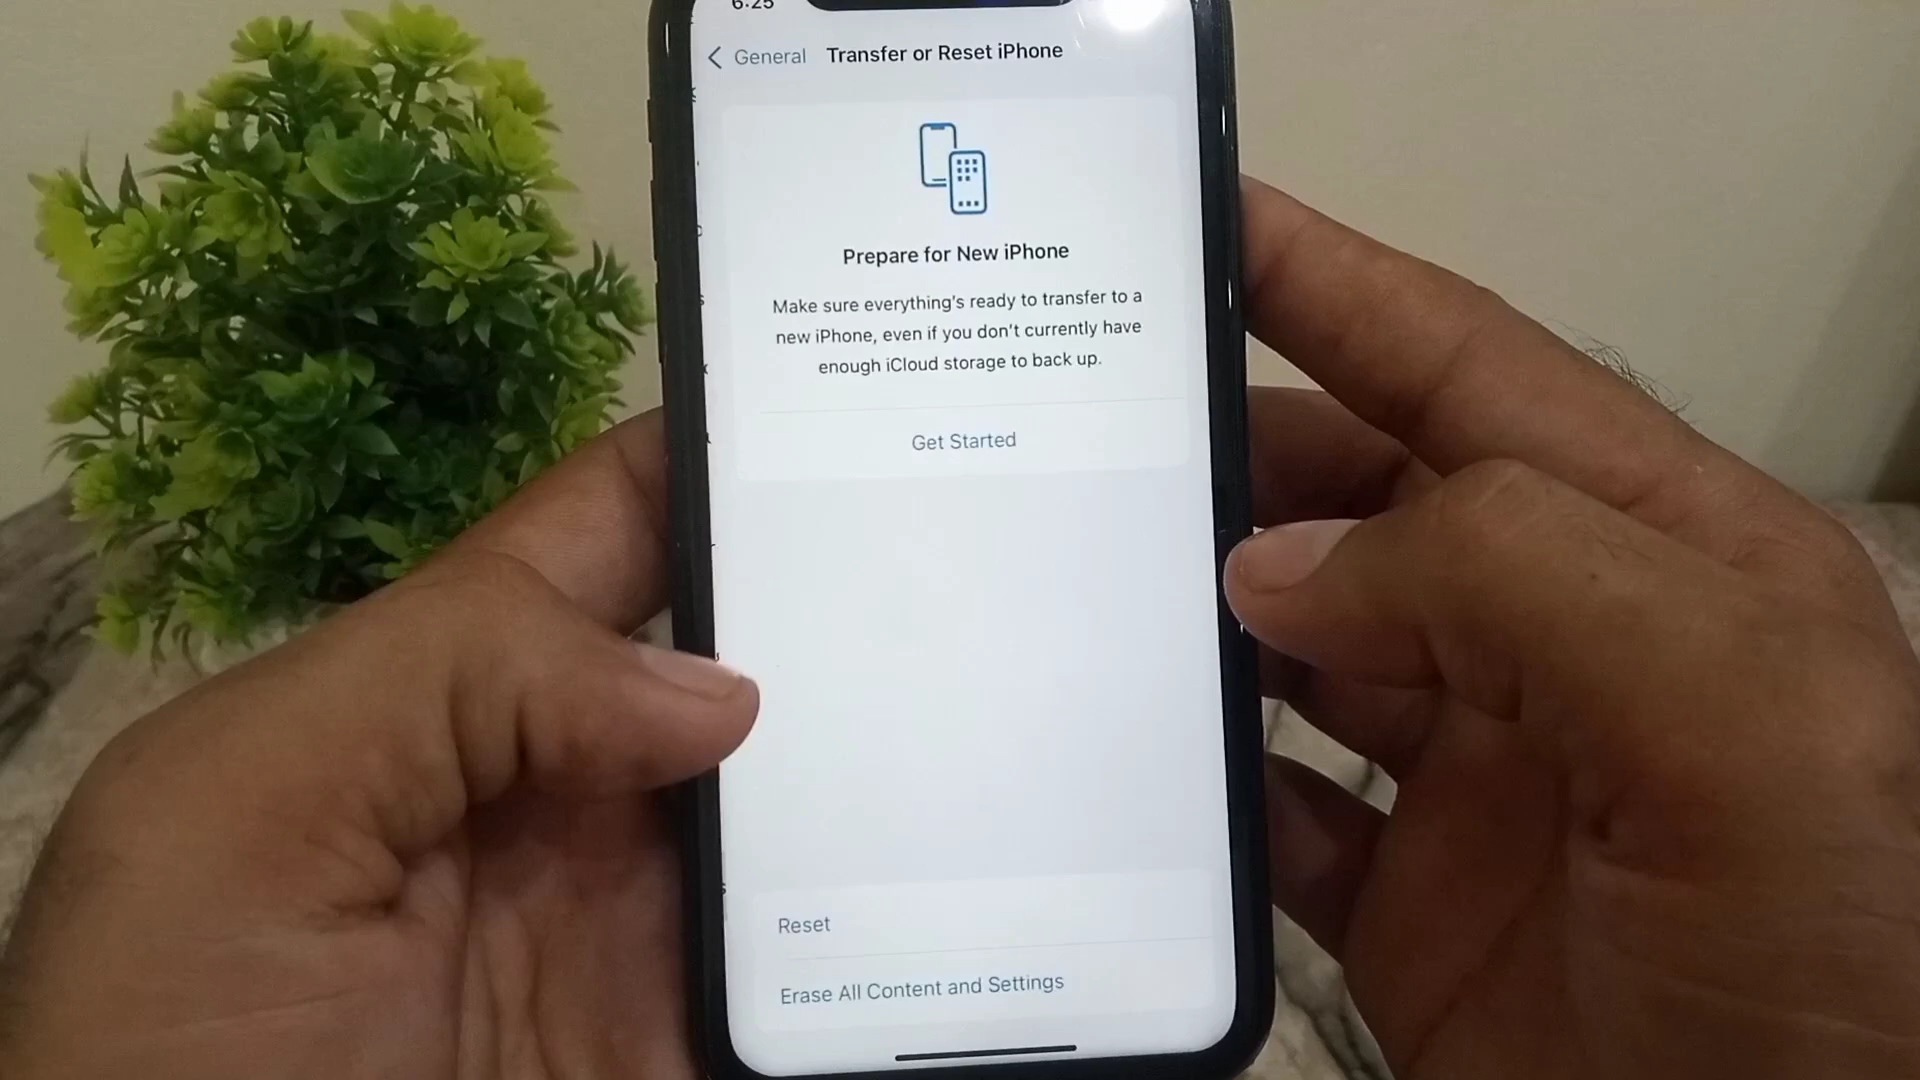 6:25
General
Transfer or Reset iPhone
Prepare for New iPhone
Make sure everything's ready to transfer to a
new iPhone, even if you don't currently have
enough iCloud storage to back up.
Get Started
Reset
Erase All Content and Settings